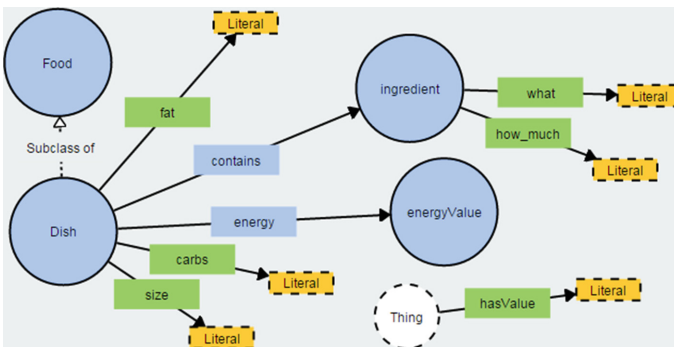 Literal
Food
ingredient
what
Literal
fat
how_much
Subclass of
contains
Literal
energyValue
energy
Dish
carbs
Literal
size
Literal
hasValue
Thing
Literal